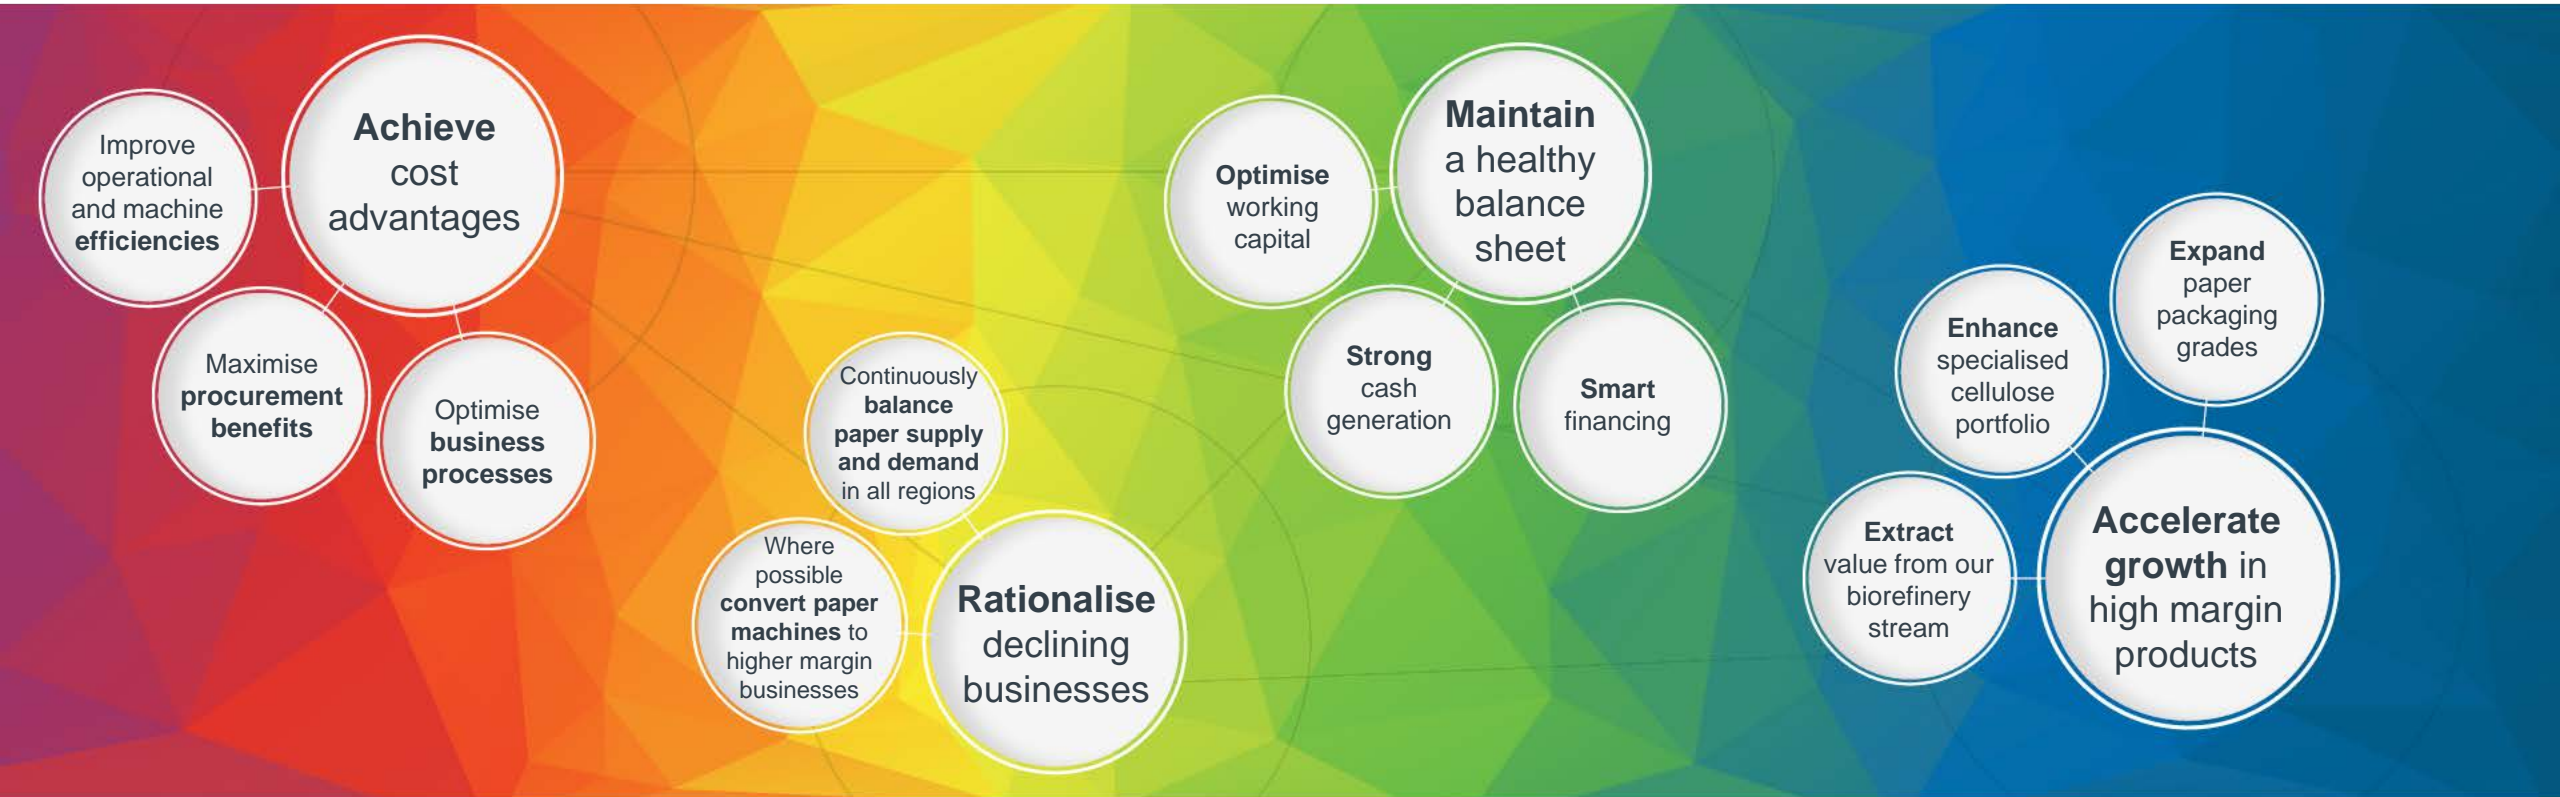 Achieve
cost
advantages
Improve
operational
and machine
efficiencies
Maximise
procurement
benefits
Optimise
business
processes
Rationalise
declining
businesses
Continuously
balance
paper supply
and demand
in all regions
Where
possible
convert paper
machines to
higher margin
businesses
Maintain
a healthy
balance
sheet
Optimise
working
capital
Strong
cash
generation
Smart
financing
Accelerate
growth in
high margin
products
Expand
paper
packaging
grades
Enhance
specialised
cellulose
portfolio
Extract
value from our
biorefinery
stream